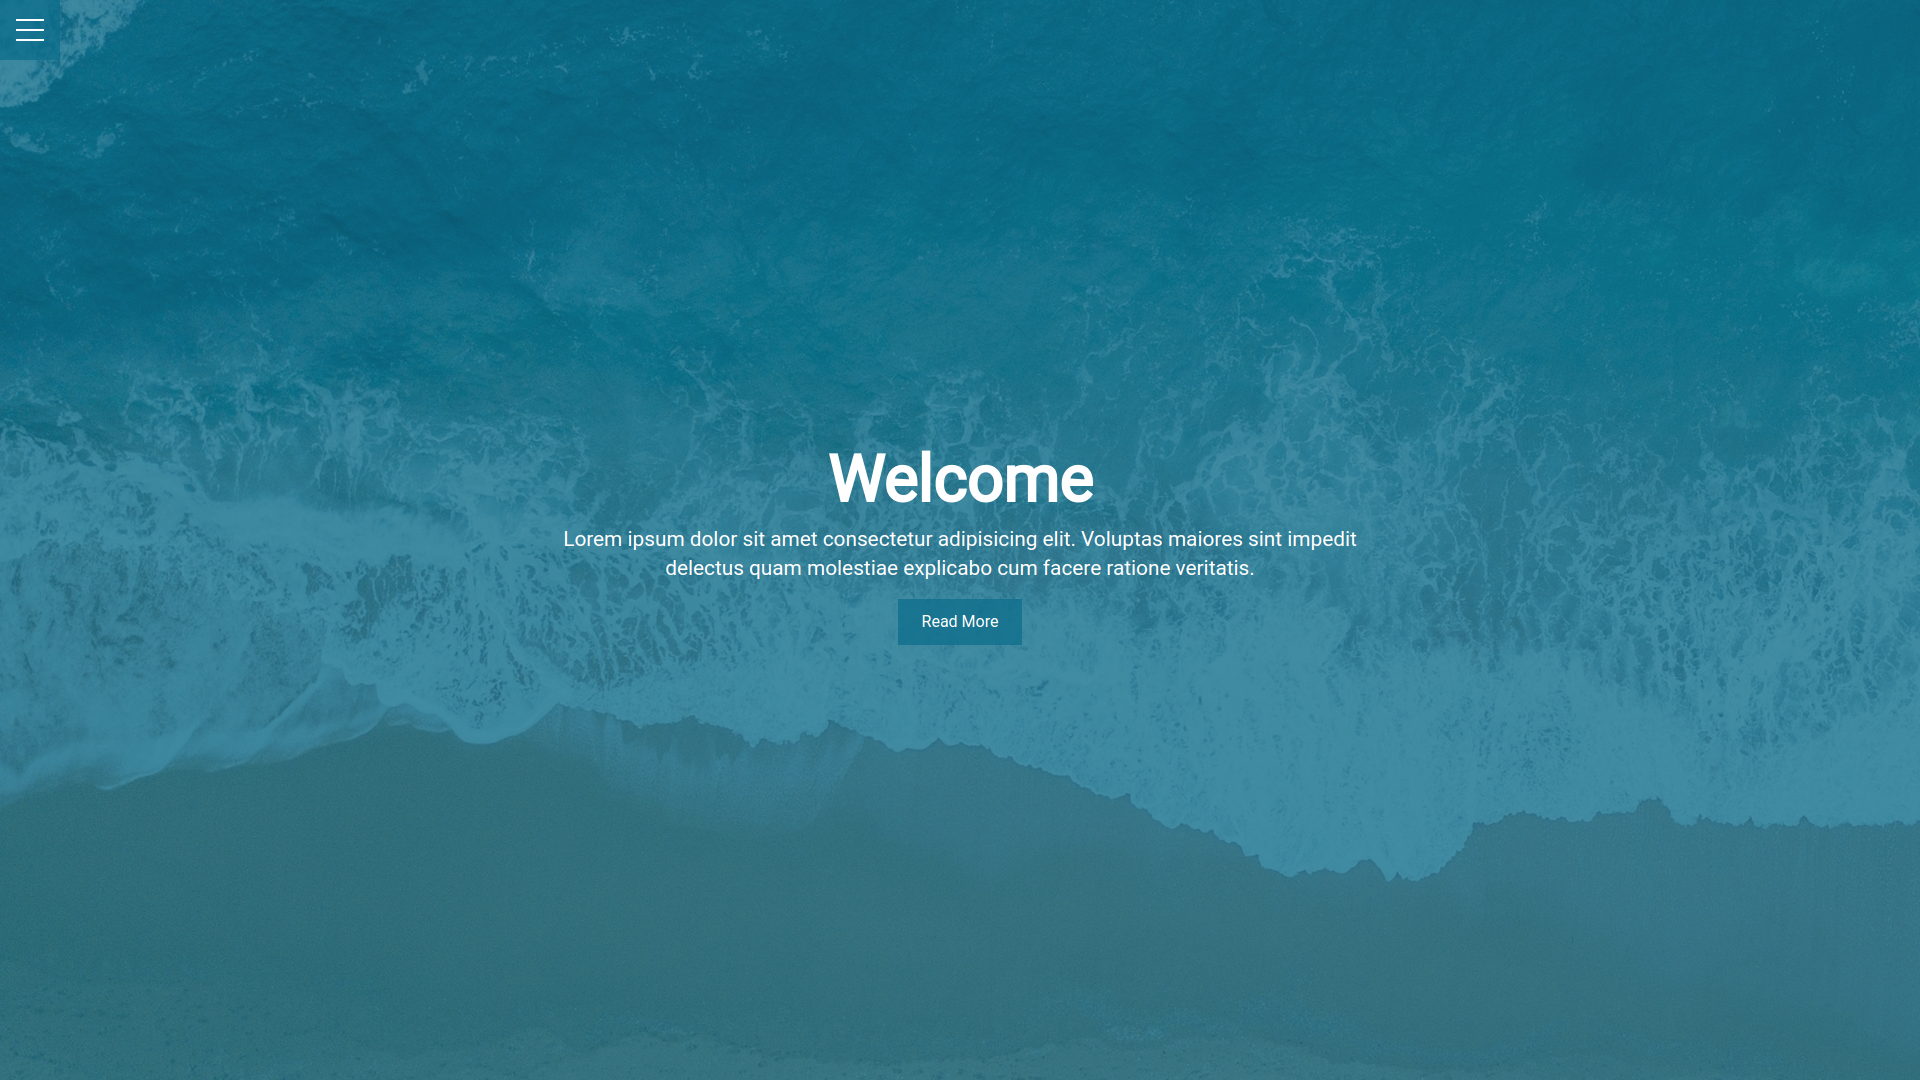 Welcome
Lorem ipsum dolor sit amet consectetur adipisicing elit. Voluptas maiores sint impedit
delectus quam molestiae explicabo cum facere ratione veritatis.
Read More